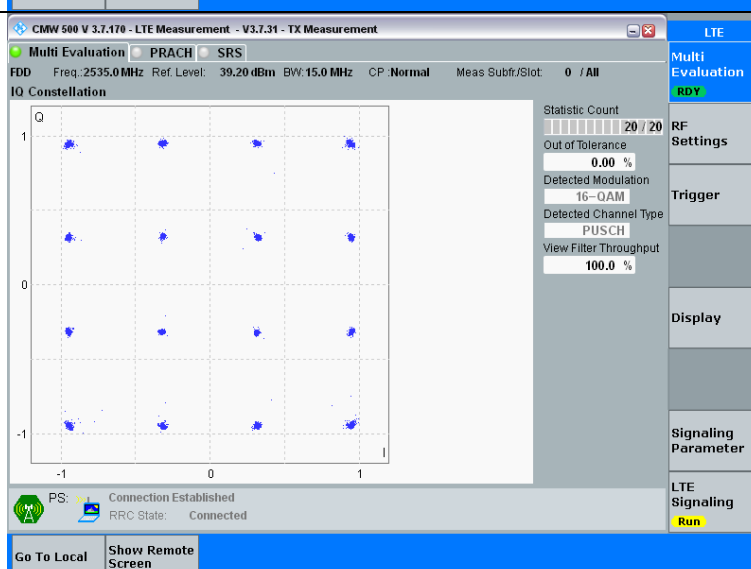 CMW 500 V 3.7.170 - LTE Measurement - V3.7.31 - TX Measurement
LTE
Multi Evaluation PRACH SRS
Multi
Evaluation
RDY
FDD Freq.:2535.0 MHz Ref. Level: 39.20 dBm BW:15.0 MHz CP :Normal Meas Subfr./Slot: 0 / All
IQ Constellation
Q
1
0
-1
-1 0 1
I
Statistic Count
20 / 20
Out of Tolerance
0.00 %
Detected Modulation
16-QAM
Detected Channel Type
PUSCH
View Filter Throughput
100.0 %
RF
Settings
Trigger
Display
Signaling
Parameter
LTE
Signaling
Run
PS: Connection Established
RRC State: Connected
Go To Local
Show Remote
Screen